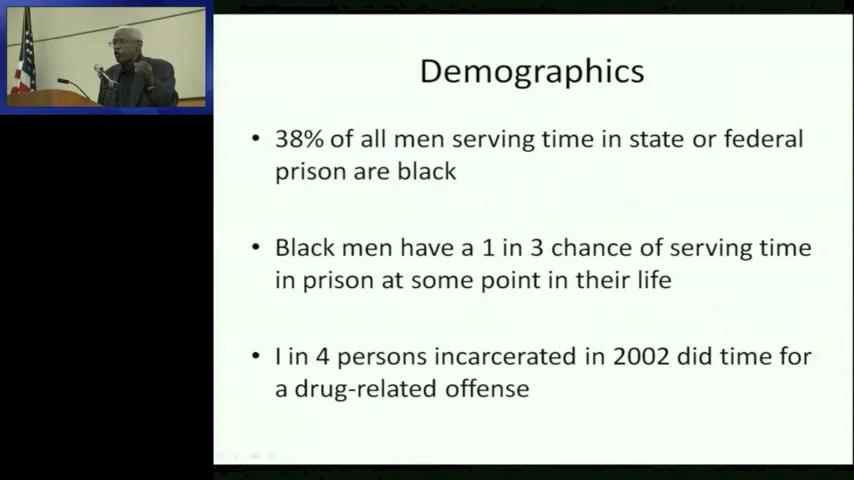 Demographics
• 38% of all men serving time in state or federal
prison are black
• Black men have a 1 in 3 chance of serving time
in prison at some point in their life
• I in 4 persons incarcerated in 2002 did time for
a drug-related offense